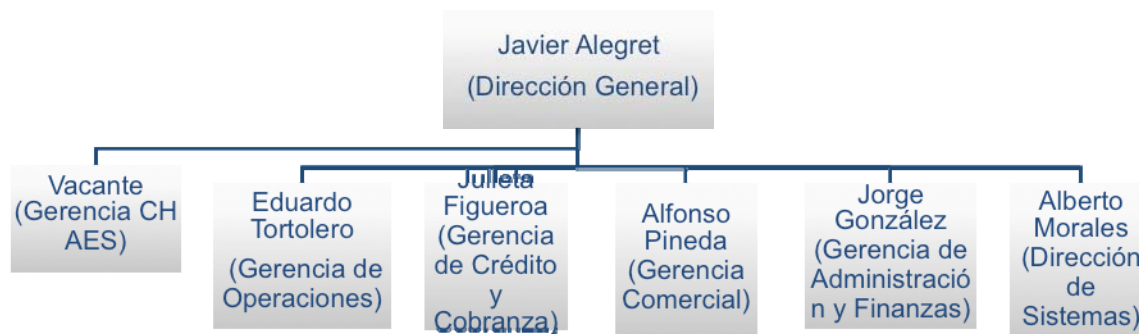 Javier Alegret
(Dirección General)
Vacante
(Gerencia CH
AES)
Eduardo
Tortolero
(Gerencia de
Operaciones)
Julieta
Figueroa
(Gerencia
de Crédito
y
Cobranza)
Alfonso
Pineda
(Gerencia
Comercial)
Jorge
González
(Gerencia de
Administració
n y Finanzas)
Alberto
Morales
(Dirección
de
Sistemas)